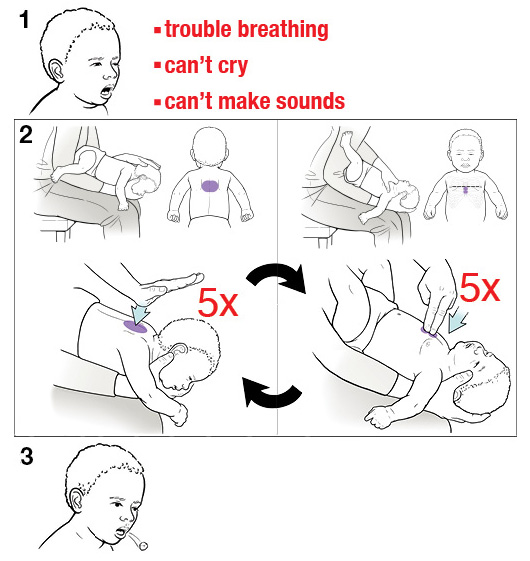 1
▪trouble breathing
▪can't cry
▪can't make sounds
2
5x
5x
3